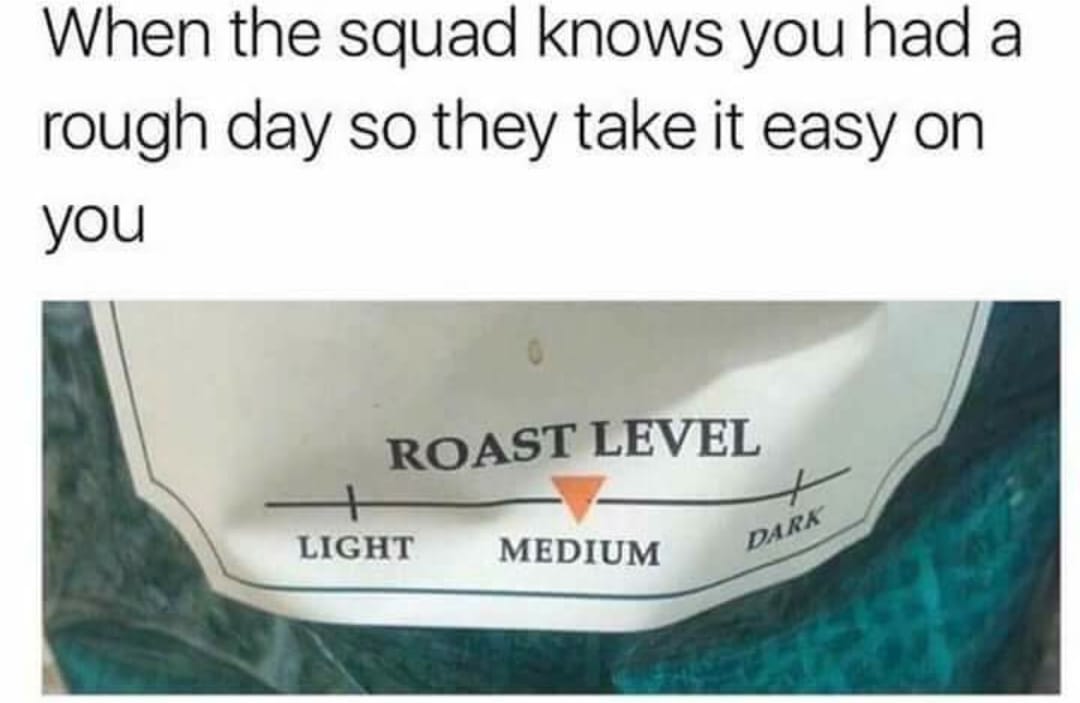 When the squad knows you had a
rough day so they take it easy on
you
ROAST LEVEL
LIGHT MEDIUM DARK